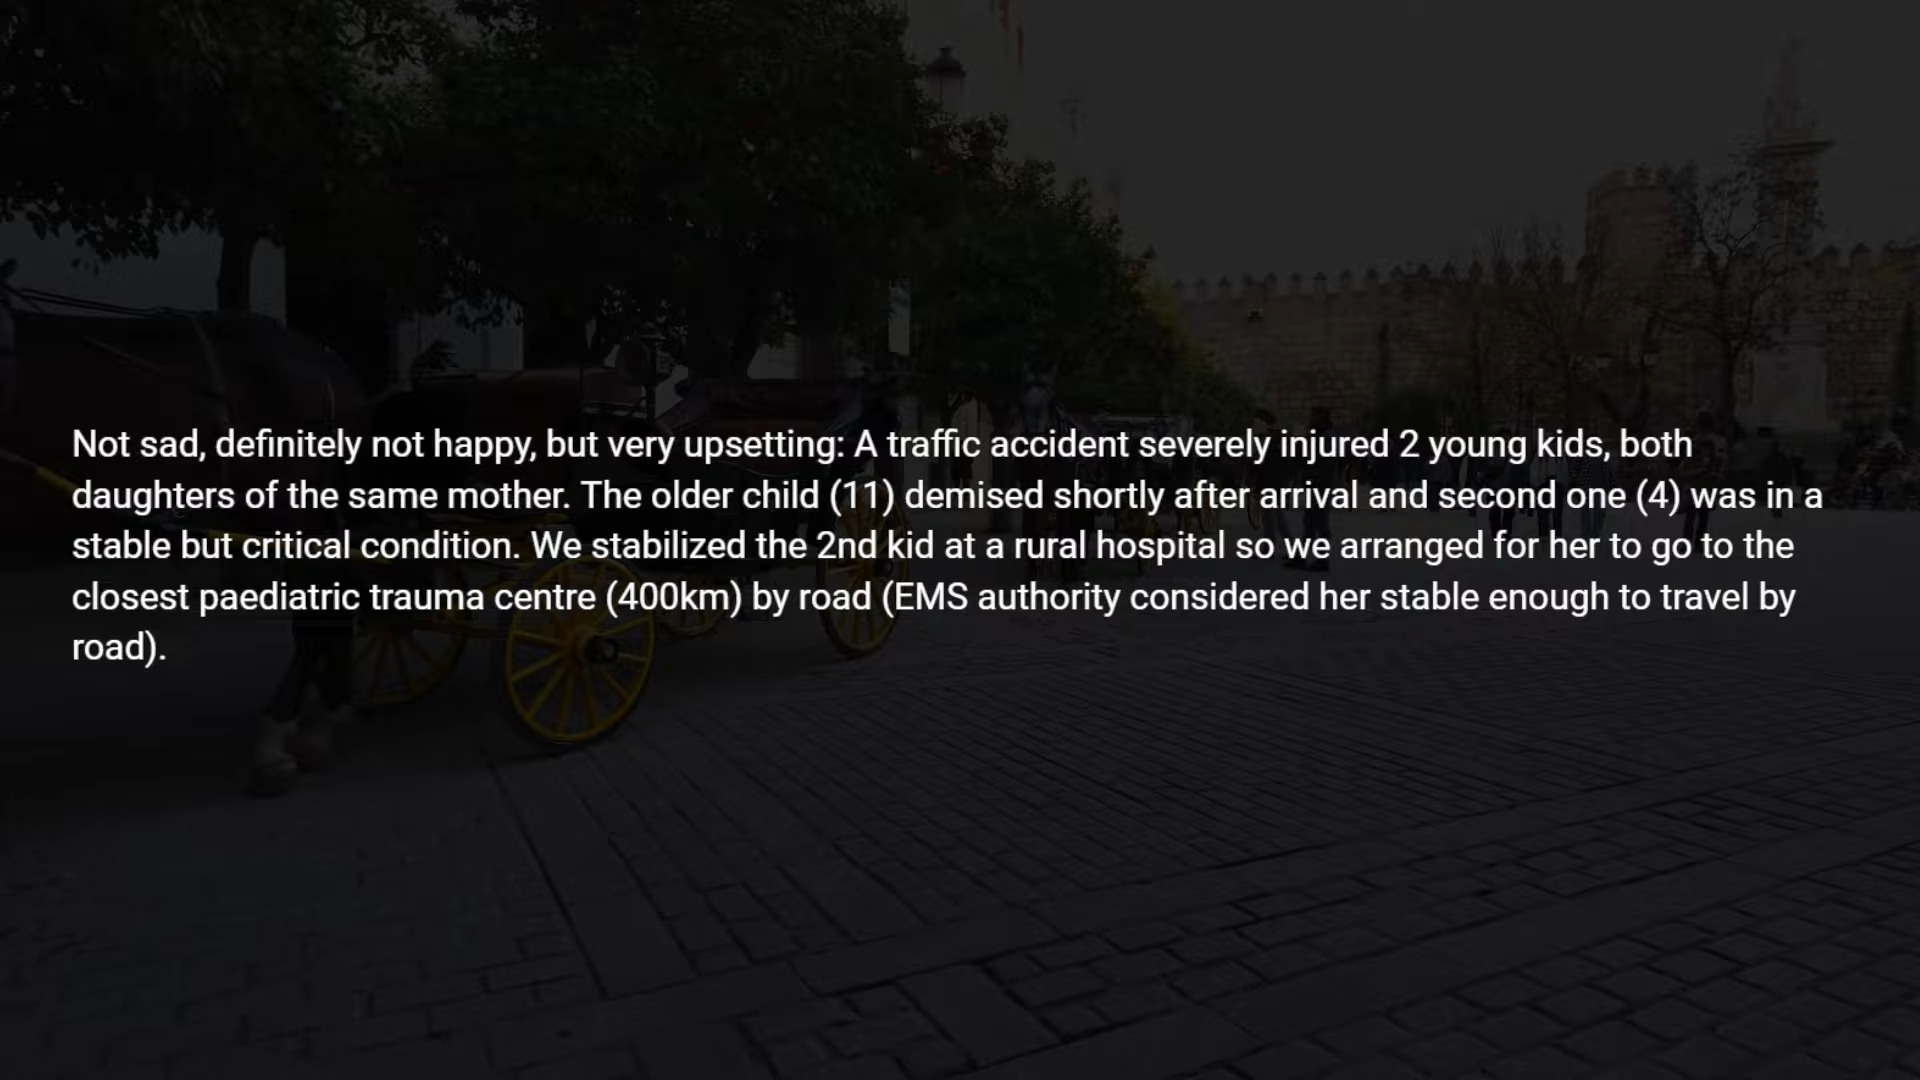 Not sad, definitely not happy, but very upsetting: A traffic accident severely injured 2 young kids, both
daughters of the same mother. The older child (11) demised shortly after arrival and second one (4) was in a
stable but critical condition. We stabilized the 2nd kid at a rural hospital so we arranged for her to go to the
closest paediatric trauma centre (400km) by road (EMS authority considered her stable enough to travel by
road).